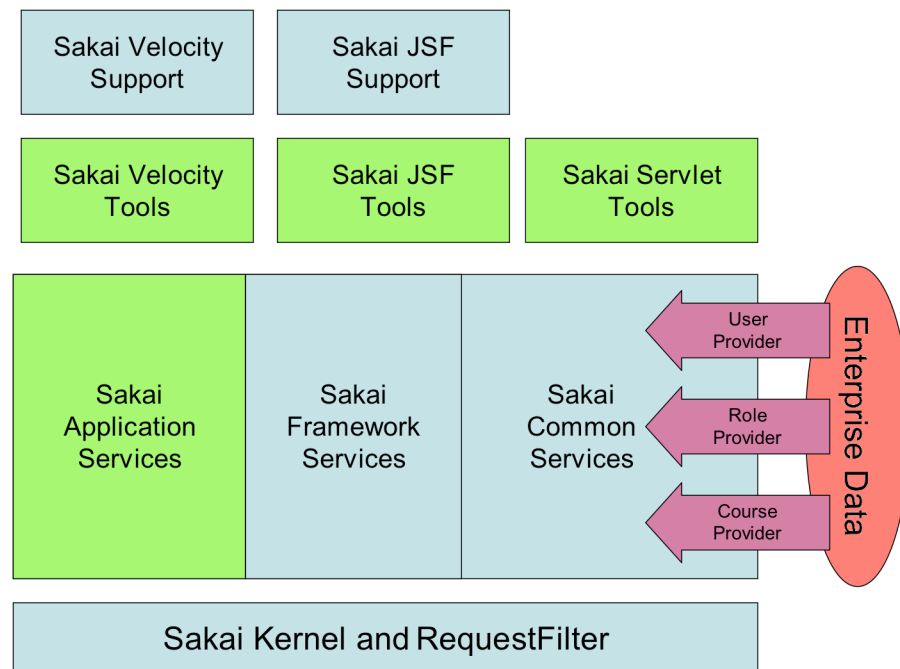 Sakai Velocity
Support
Sakai JSF
Support
Sakai Velocity
Tools
Sakai JSF
Tools
Sakai Servlet
Tools
Sakai
Application
Services
Sakai
Framework
Services
Sakai
Common
Services
User
Provider
Role
Provider
Course
Provider
Enterprise Data
Sakai Kernel and RequestFilter